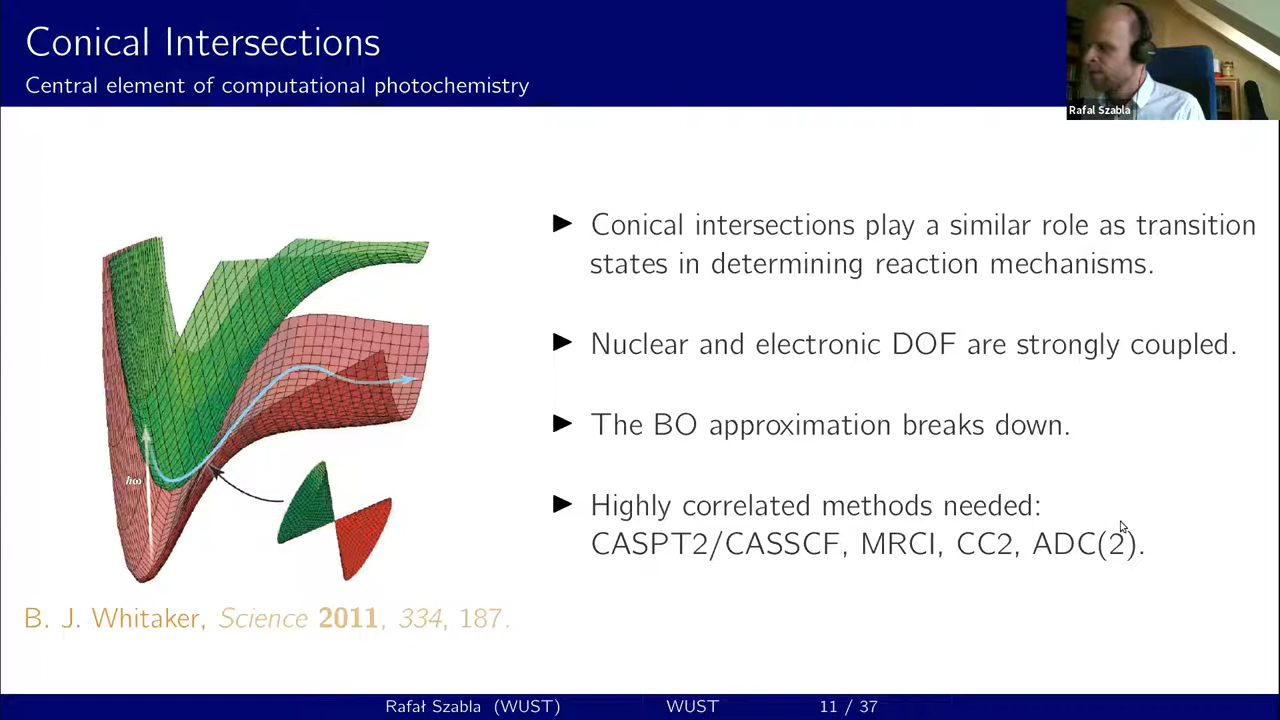 Conical Intersections
Central element of computational photochemistry
Rafal Szabla
► Conical intersections play a similar role as transition
states in determining reaction mechanisms.
► Nuclear and electronic DOF are strongly coupled.
► The BO approximation breaks down.
► Highly correlated methods needed:
CASPT2/CASSCF, MRCI, CC2, ADC(2).
ħω
B. J. Whitaker, Science 2011, 334, 187.
Rafał Szabla (WUST) WUST 11 / 37